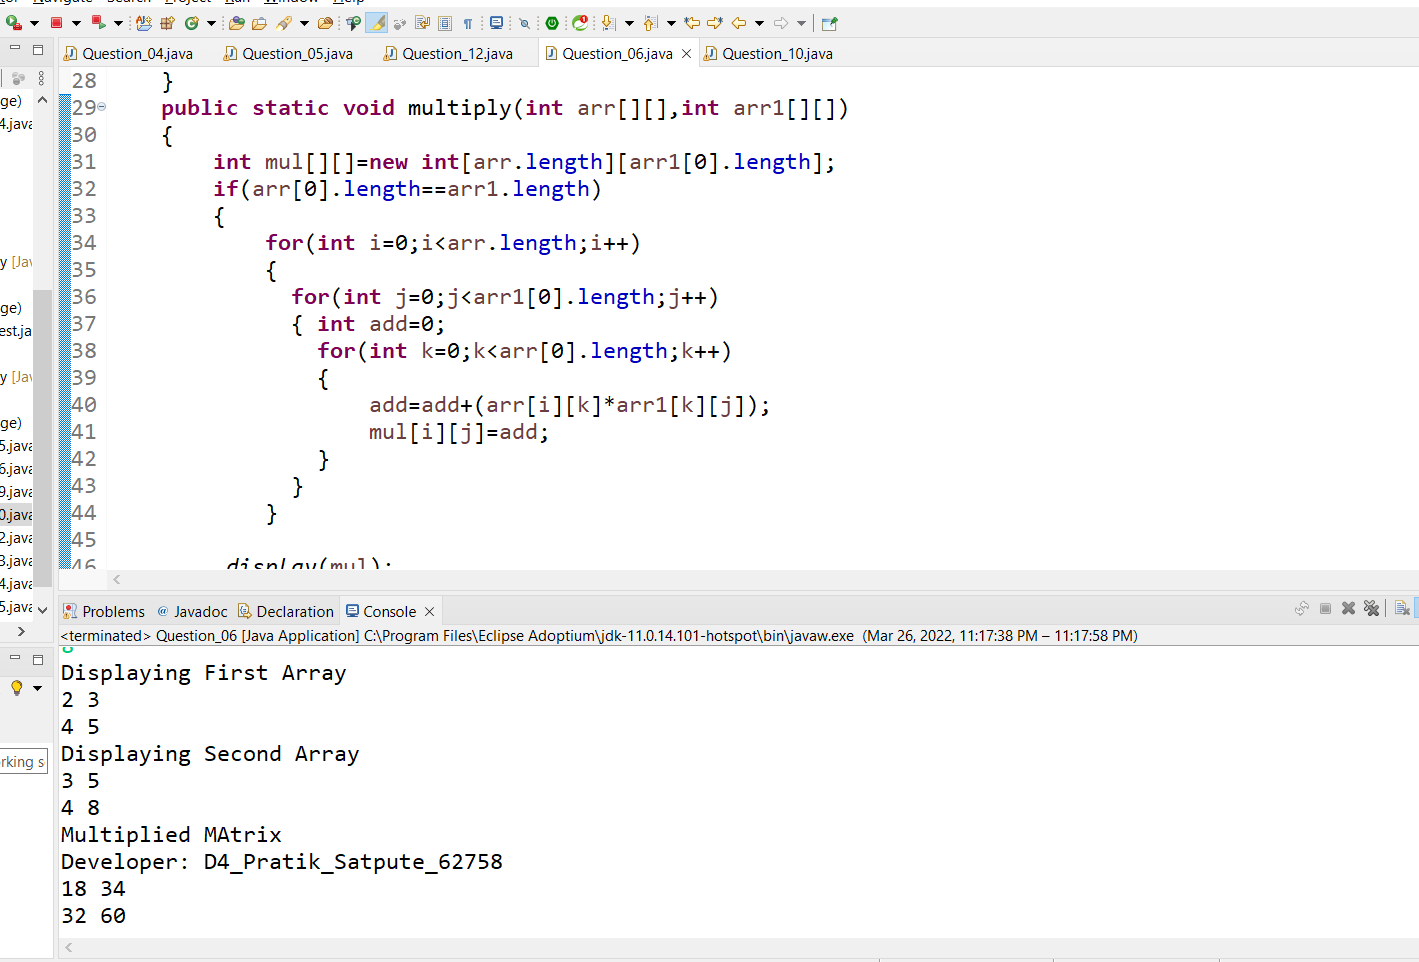 Question_04.java
Question_05.java
Question_12.java
Question_06.java
Question_10.java
28 }
29 public static void multiply(int arr[][],int arr1[][])
30 {
31 int mul[][]=new int[arr.length][arr1[0].length];
32 if(arr[0].length==arr1.length)
33 {
34 for(int i=0;i<arr.length;i++)
35 {
36 for(int j=0;j<arr1[0].length;j++)
37 { int add=0;
38 for(int k=0;k<arr[0].length;k++)
39 {
40 add=add+(arr[i][k]*arr1[k][j]);
41 mul[i][j]=add;
42 }
43 }
44 }
45
46 display(mul);
ge)
4.java
y [Jav
ge)
est.ja
y [Jav
ge)
5.java
6.java
9.java
0.java
2.java
3.java
4.java
5.java
rking s
Problems
@ Javadoc
Declaration
Console
<terminated> Question_06 [Java Application] C:\Program Files\Eclipse Adoptium\jdk-11.0.14.101-hotspot\bin\javaw.exe (Mar 26, 2022, 11:17:38 PM – 11:17:58 PM)
Displaying First Array
2 3
4 5
Displaying Second Array
3 5
4 8
Multiplied MAtrix
Developer: D4_Pratik_Satpute_62758
18 34
32 60